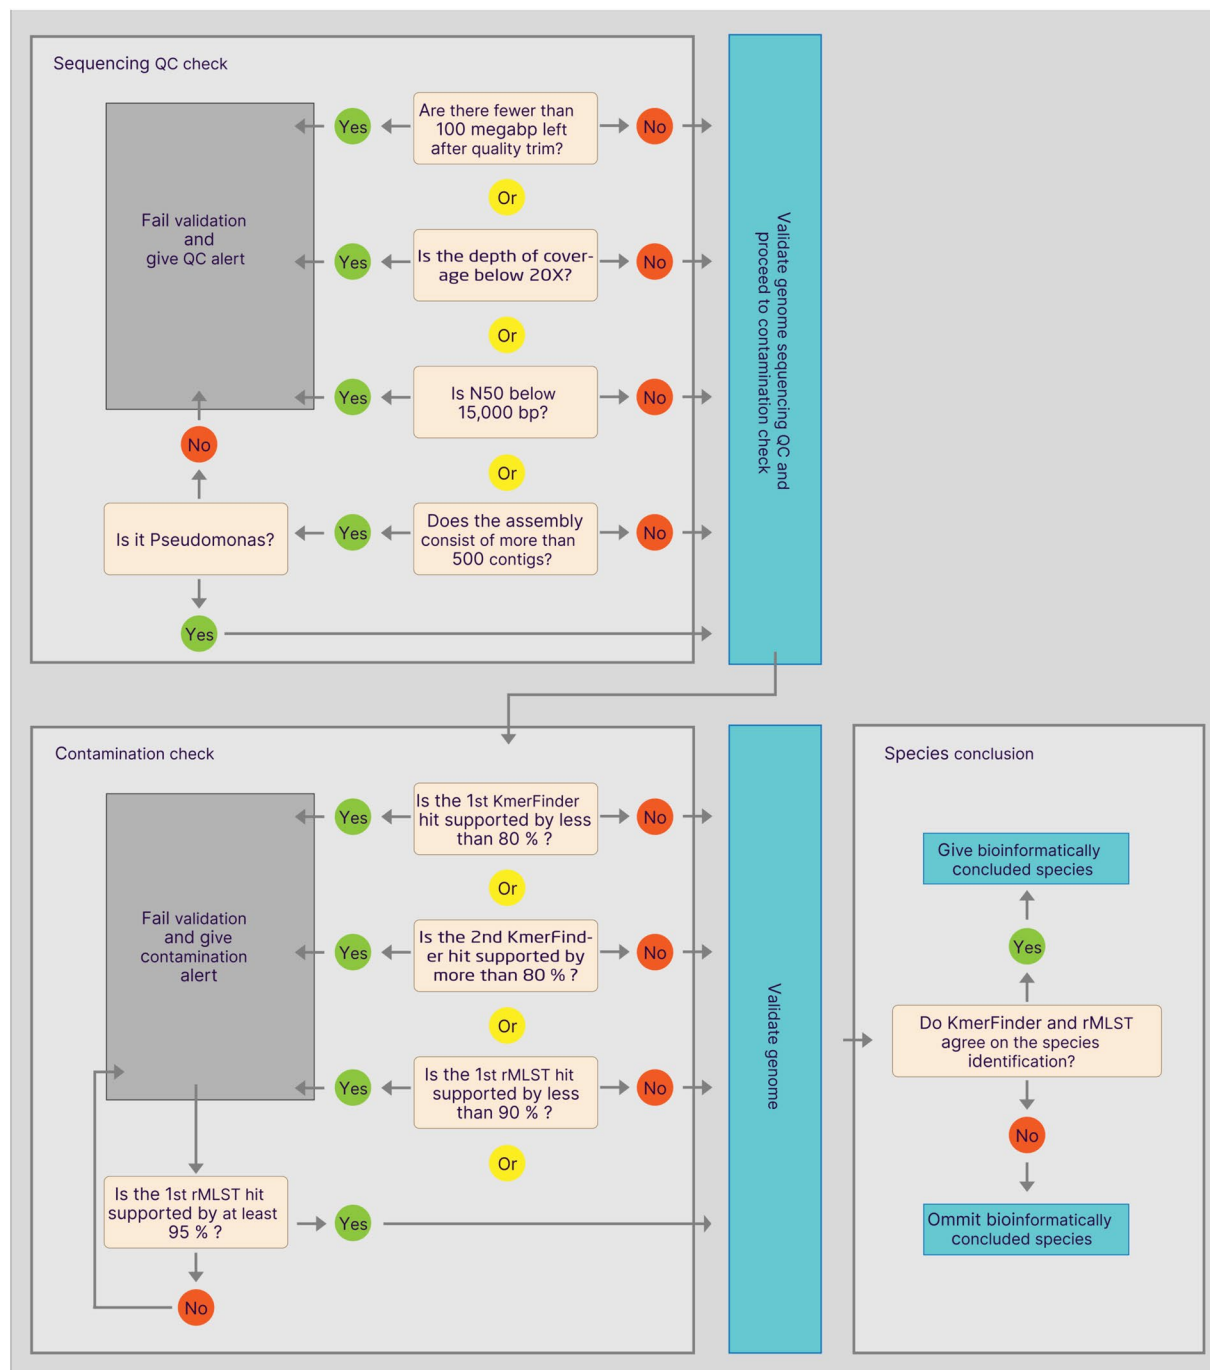 Sequencing QC check
Are there fewer than
100 megabp left
after quality trim?
Yes
No
Or
Fail validation
and
give QC alert
Is the depth of cover-
age below 20X?
Yes
No
Or
Is N50 below
15,000 bp?
Yes
No
No
Or
Is it Pseudomonas?
Yes
Does the assembly
consist of more than
500 contigs?
No
Yes
Validate genome sequencing QC and
proceed to contamination check
Contamination check
Is the 1st KmerFinder
hit supported by less
than 80 % ?
Yes
No
Or
Fail validation
and give
contamination
alert
Is the 2nd KmerFind-
er hit supported by
more than 80 % ?
Yes
No
Or
Is the 1st rMLST hit
supported by less
than 90 % ?
Yes
No
Or
Is the 1st rMLST hit
supported by at least
95 % ?
Yes
No
Validate genome
Species conclusion
Give bioinformatically
concluded species
Yes
Do KmerFinder and rMLST
agree on the species
identification?
No
Ommit bioinformatically
concluded species